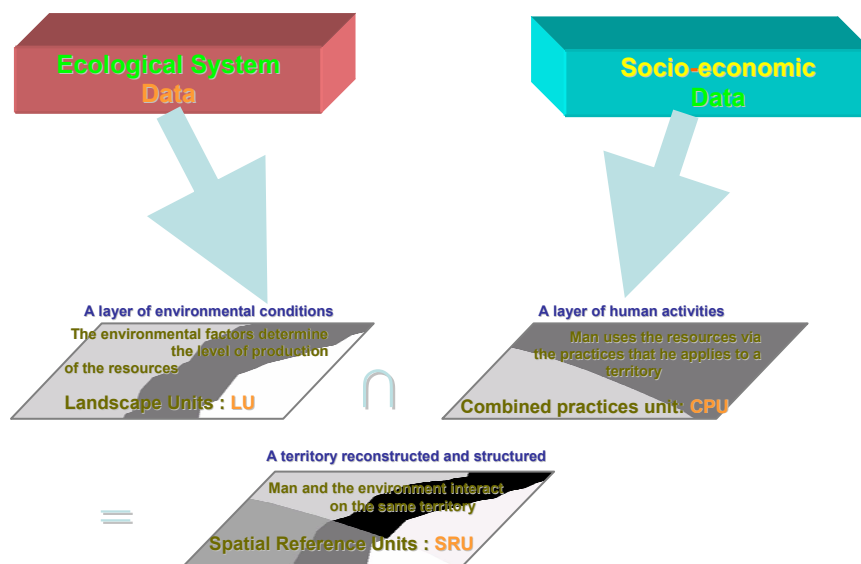 Ecological System
Data
Socio-economic
Data
A layer of environmental conditions
The environmental factors determine
the level of production
of the resources
Landscape Units : LU
∩
A layer of human activities
Man uses the resources via
the practices that he applies to a
territory
Combined practices unit: CPU
=
A territory reconstructed and structured
Man and the environment interact
on the same territory
Spatial Reference Units : SRU